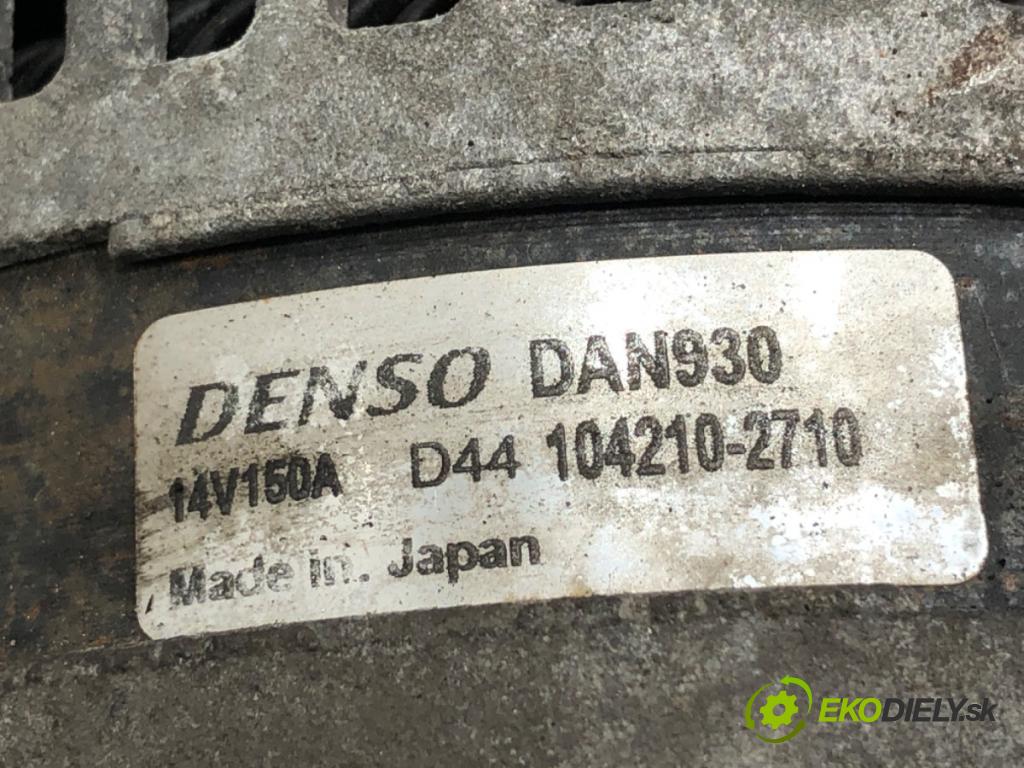 DENSO DAN930
14V150A D44 104210-2710
Made in. Japan
EKODIELY.sk